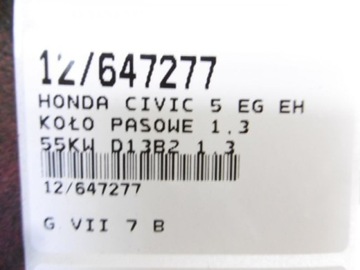 12/647277
HONDA CIVIC 5 EG EH
KOŁO PASOWE 1.3
55KW D13B2 1.3
12/647277
G VII 7 B